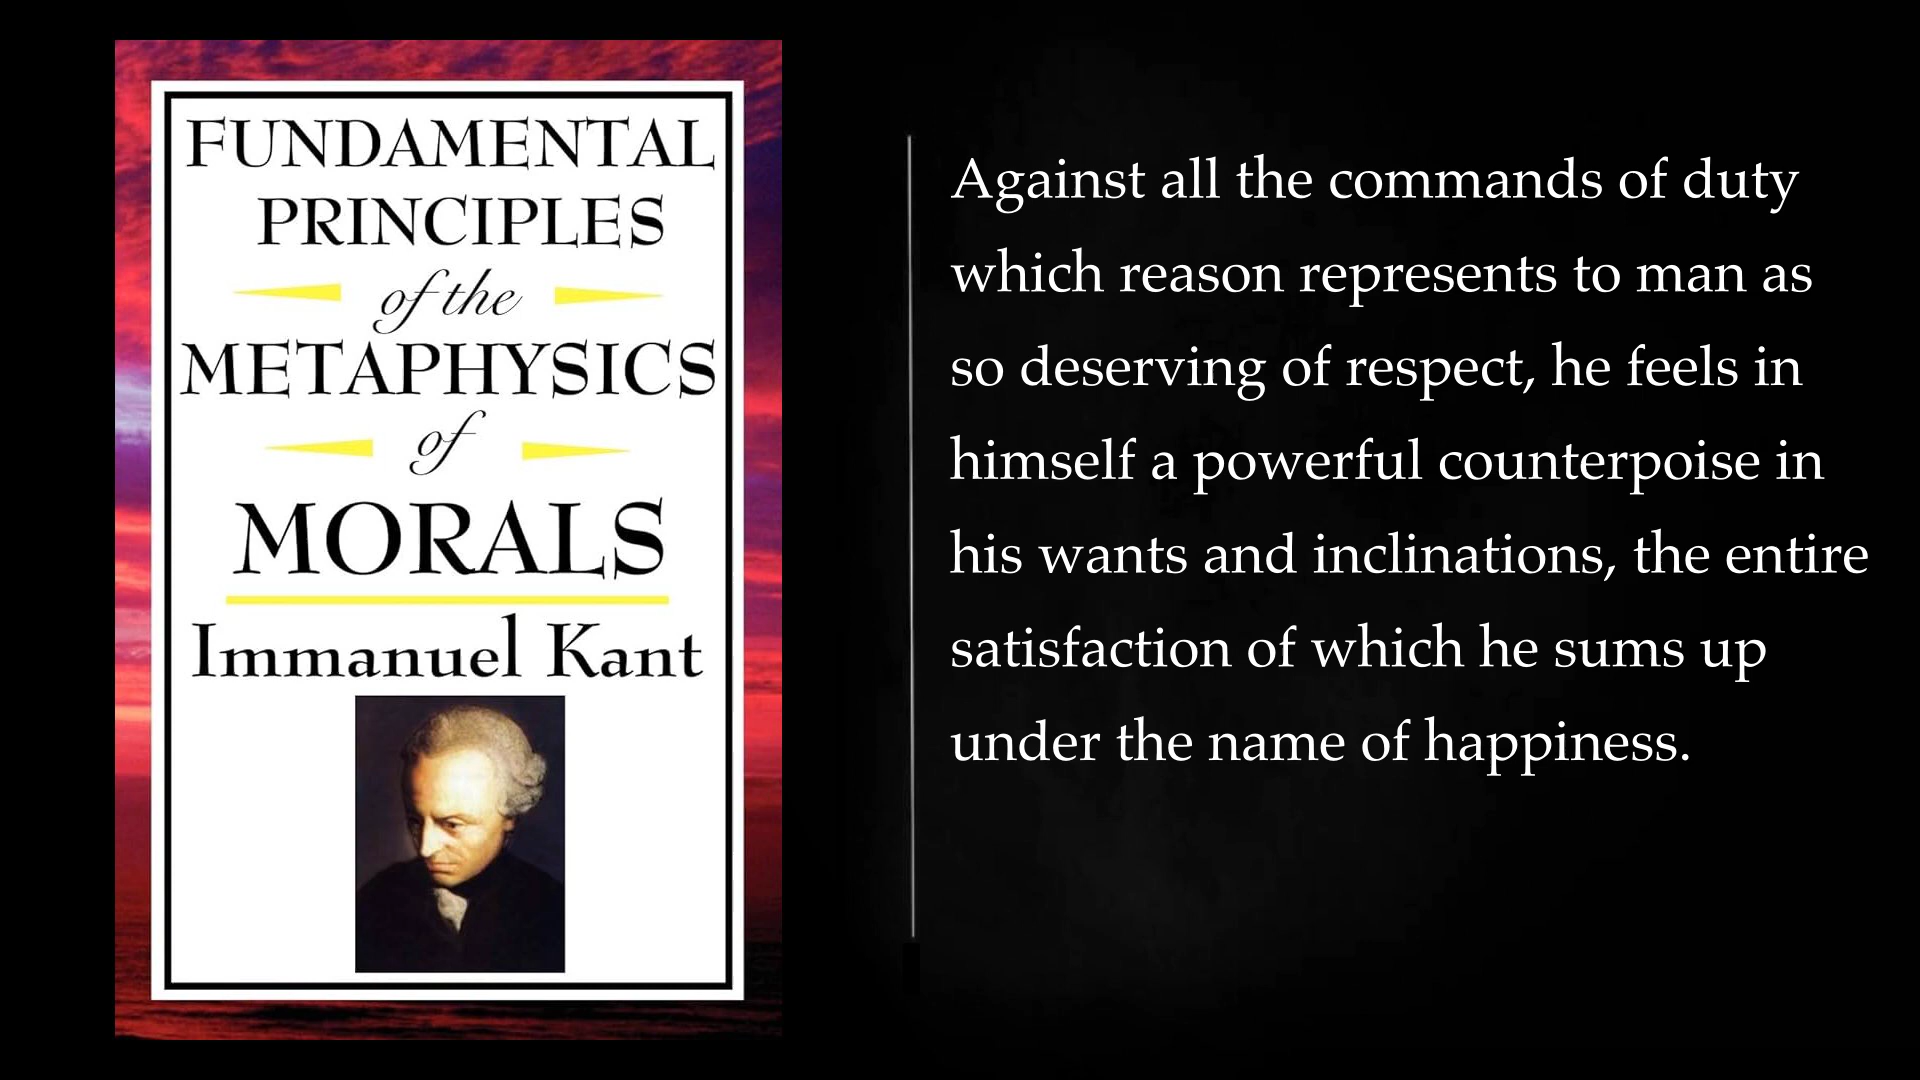 FUNDAMENTAL
PRINCIPLES
of the
METAPHYSICS
of
MORALS
Immanuel Kant
Against all the commands of duty
which reason represents to man as
so deserving of respect, he feels in
himself a powerful counterpoise in
his wants and inclinations, the entire
satisfaction of which he sums up
under the name of happiness.